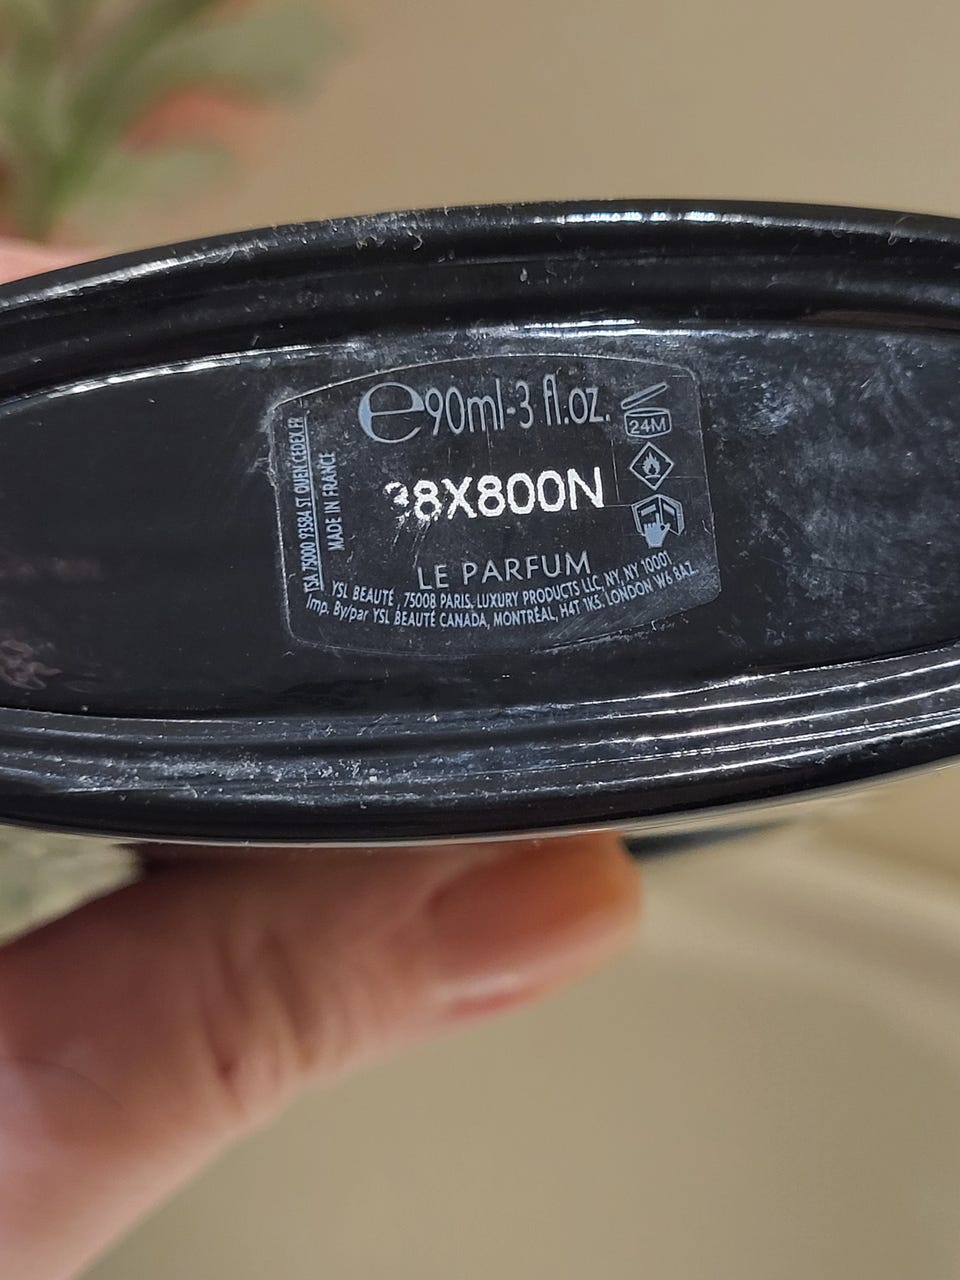 e 90ml-3 fl.oz.
24M
38X800N
LE PARFUM
YSL BEAUTÉ, 75008 PARIS. LUXURY PRODUCTS LLC, NY, NY 10001
Imp. By/par YSL BEAUTÉ CANADA, MONTRÉAL, H4T 1K5. LONDON W6 8AZ.
TSA 75000 93584 ST OUEN CEDEX.FR
MADE IN FRANCE